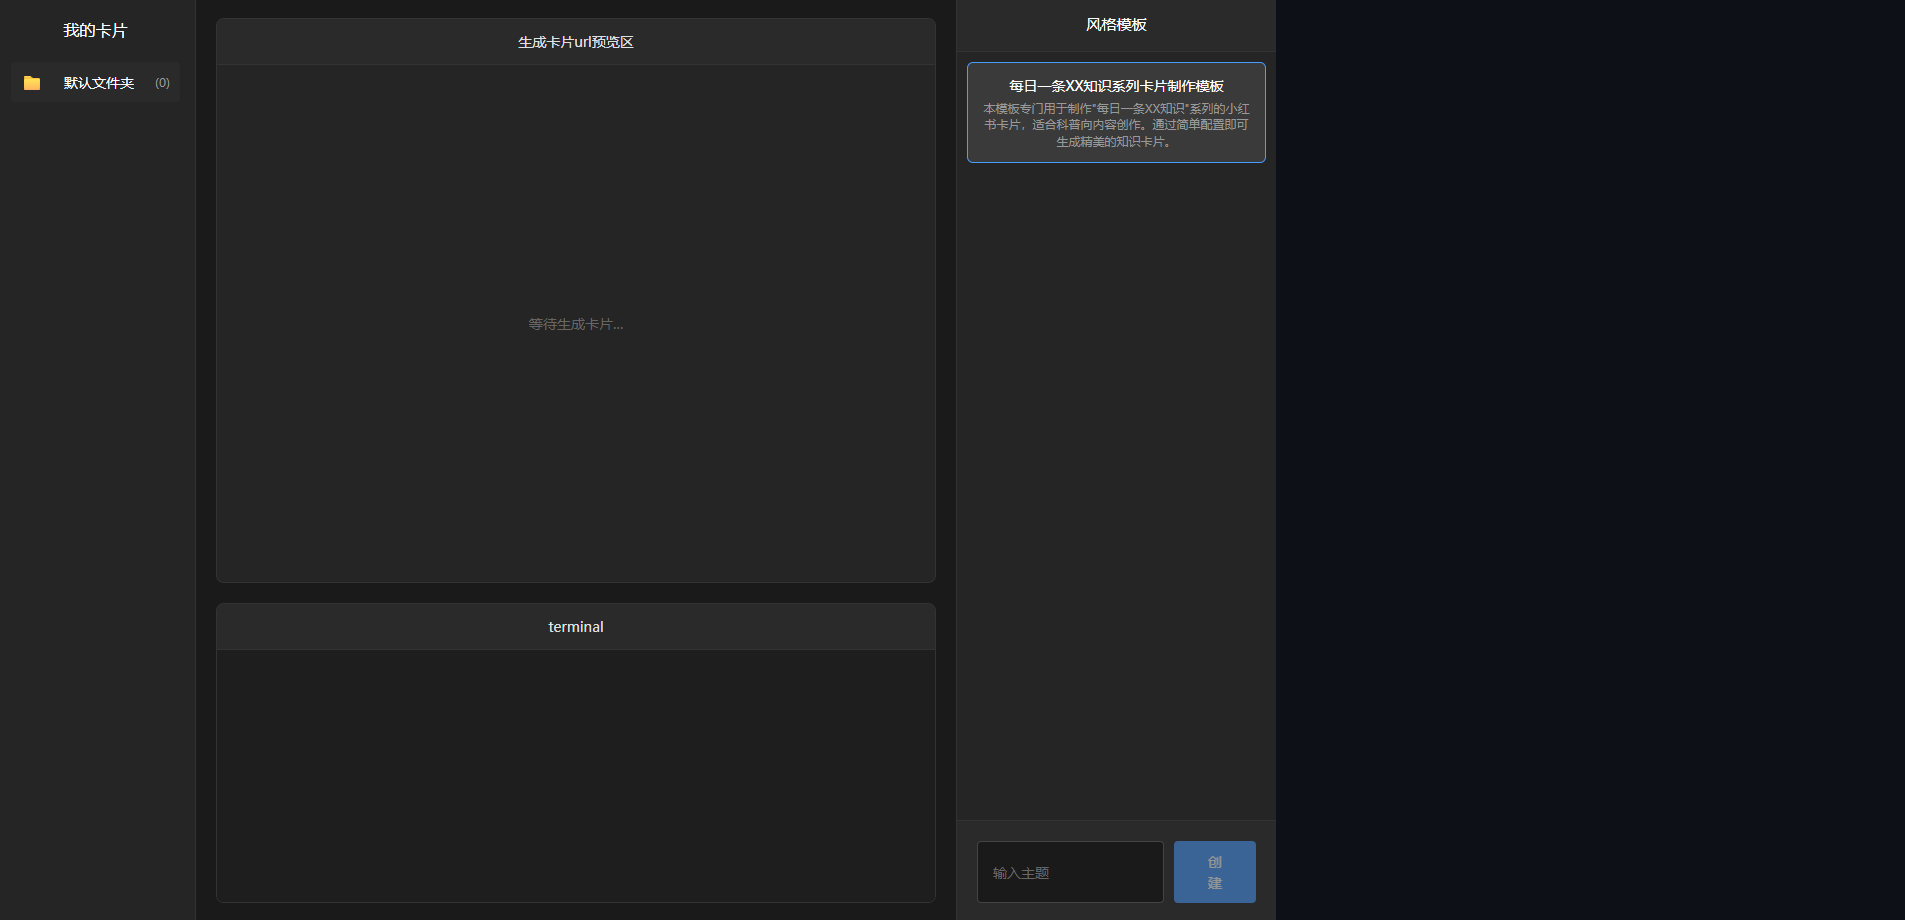 我的卡片
默认文件夹 (0)
生成卡片url预览区
等待生成卡片...
terminal
风格模板
每日一条XX知识系列卡片制作模板
本模板专门用于制作"每日一条XX知识"系列的小红
书卡片，适合科普向内容创作。通过简单配置即可
生成精美的知识卡片。
输入主题
创
建